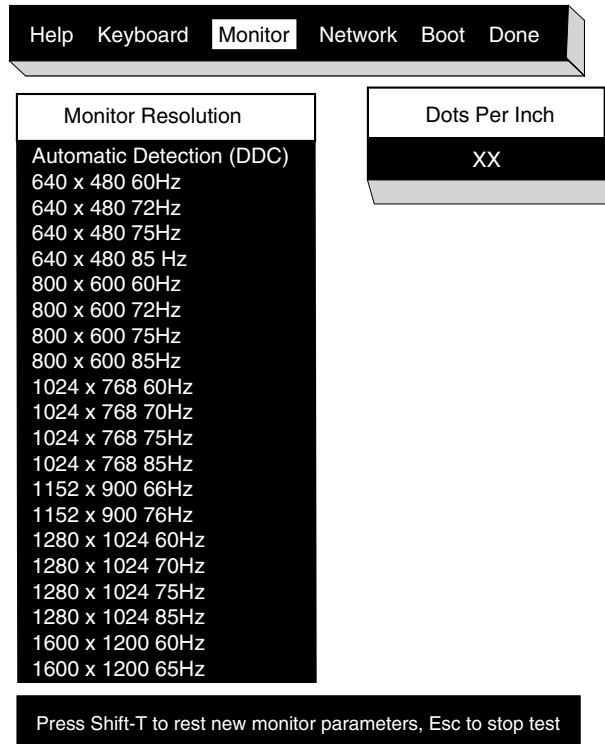 Help Keyboard Monitor Network Boot Done
Monitor Resolution
Automatic Detection (DDC)
640 x 480 60Hz
640 x 480 72Hz
640 x 480 75Hz
640 x 480 85 Hz
800 x 600 60Hz
800 x 600 72Hz
800 x 600 75Hz
800 x 600 85Hz
1024 x 768 60Hz
1024 x 768 70Hz
1024 x 768 75Hz
1024 x 768 85Hz
1152 x 900 66Hz
1152 x 900 76Hz
1280 x 1024 60Hz
1280 x 1024 70Hz
1280 x 1024 75Hz
1280 x 1024 85Hz
1600 x 1200 60Hz
1600 x 1200 65Hz
Dots Per Inch
XX
Press Shift-T to rest new monitor parameters, Esc to stop test